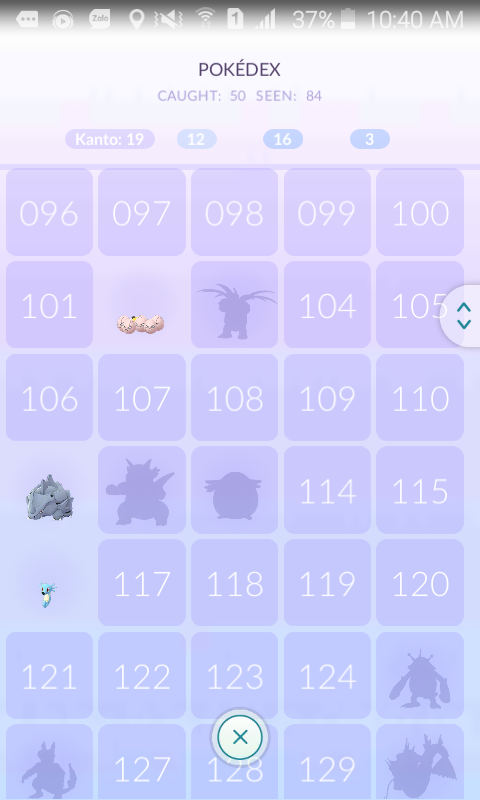 Zalo 1 37% 10:40 AM
POKÉDEX
CAUGHT: 50 SEEN: 84
Kanto: 19 12 16 3
096 097 098 099 100
101 104 105
106 107 108 109 110
114 115
117 118 119 120
121 122 123 124
127 128 129